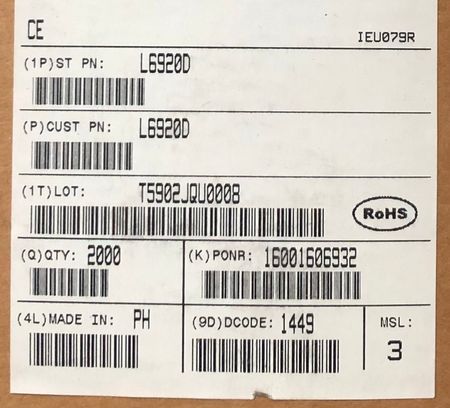 CE IEU079R
(1P)ST PN: L6920D
(P)CUST PN: L6920D
(1T)LOT: T5902JQU0008
RoHS
(Q)QTY: 2000 (K)PONR: 16001606932
(4L)MADE IN: PH (9D)DCODE: 1449 MSL:
3